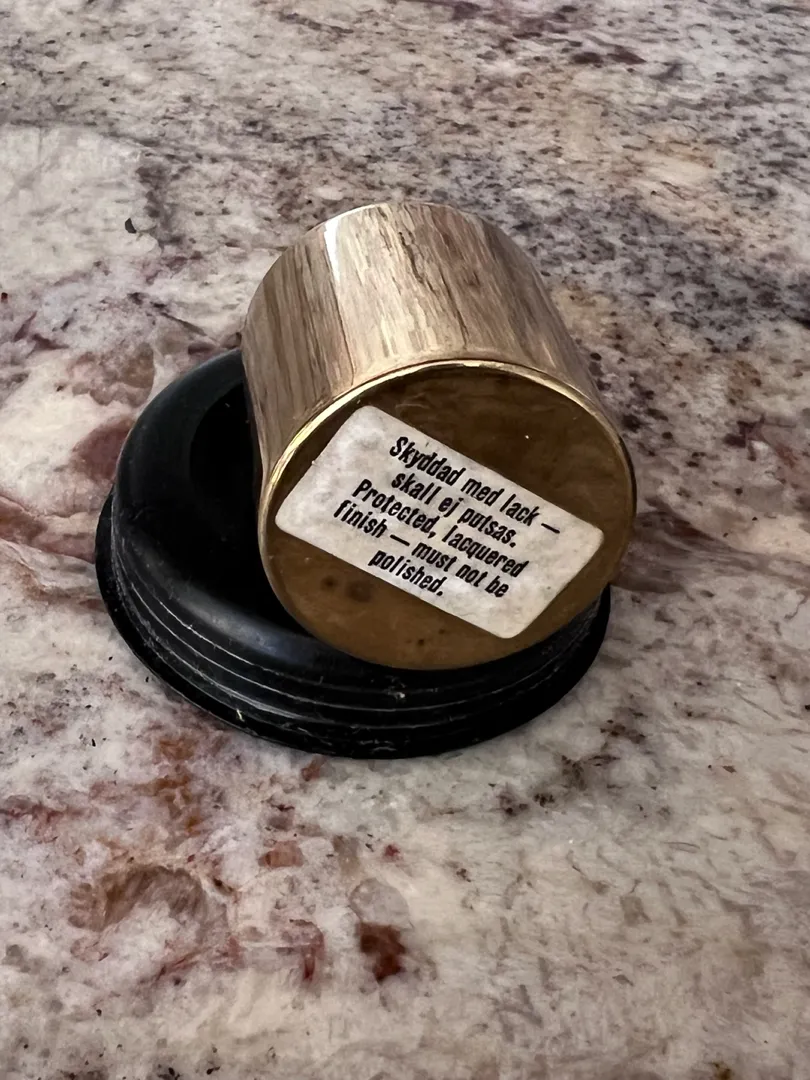 Skyddad med lack —
skall ej putsas.
Protected, lacquered
finish — must not be
polished.